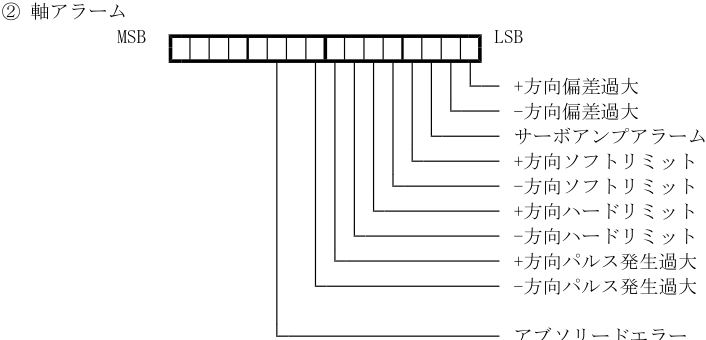 ② 軸アラーム
MSB
LSB
+方向偏差過大
-方向偏差過大
サーボアンプアラーム
+方向ソフトリミット
-方向ソフトリミット
+方向ハードリミット
-方向ハードリミット
+方向パルス発生過大
-方向パルス発生過大
アブソリードエラー